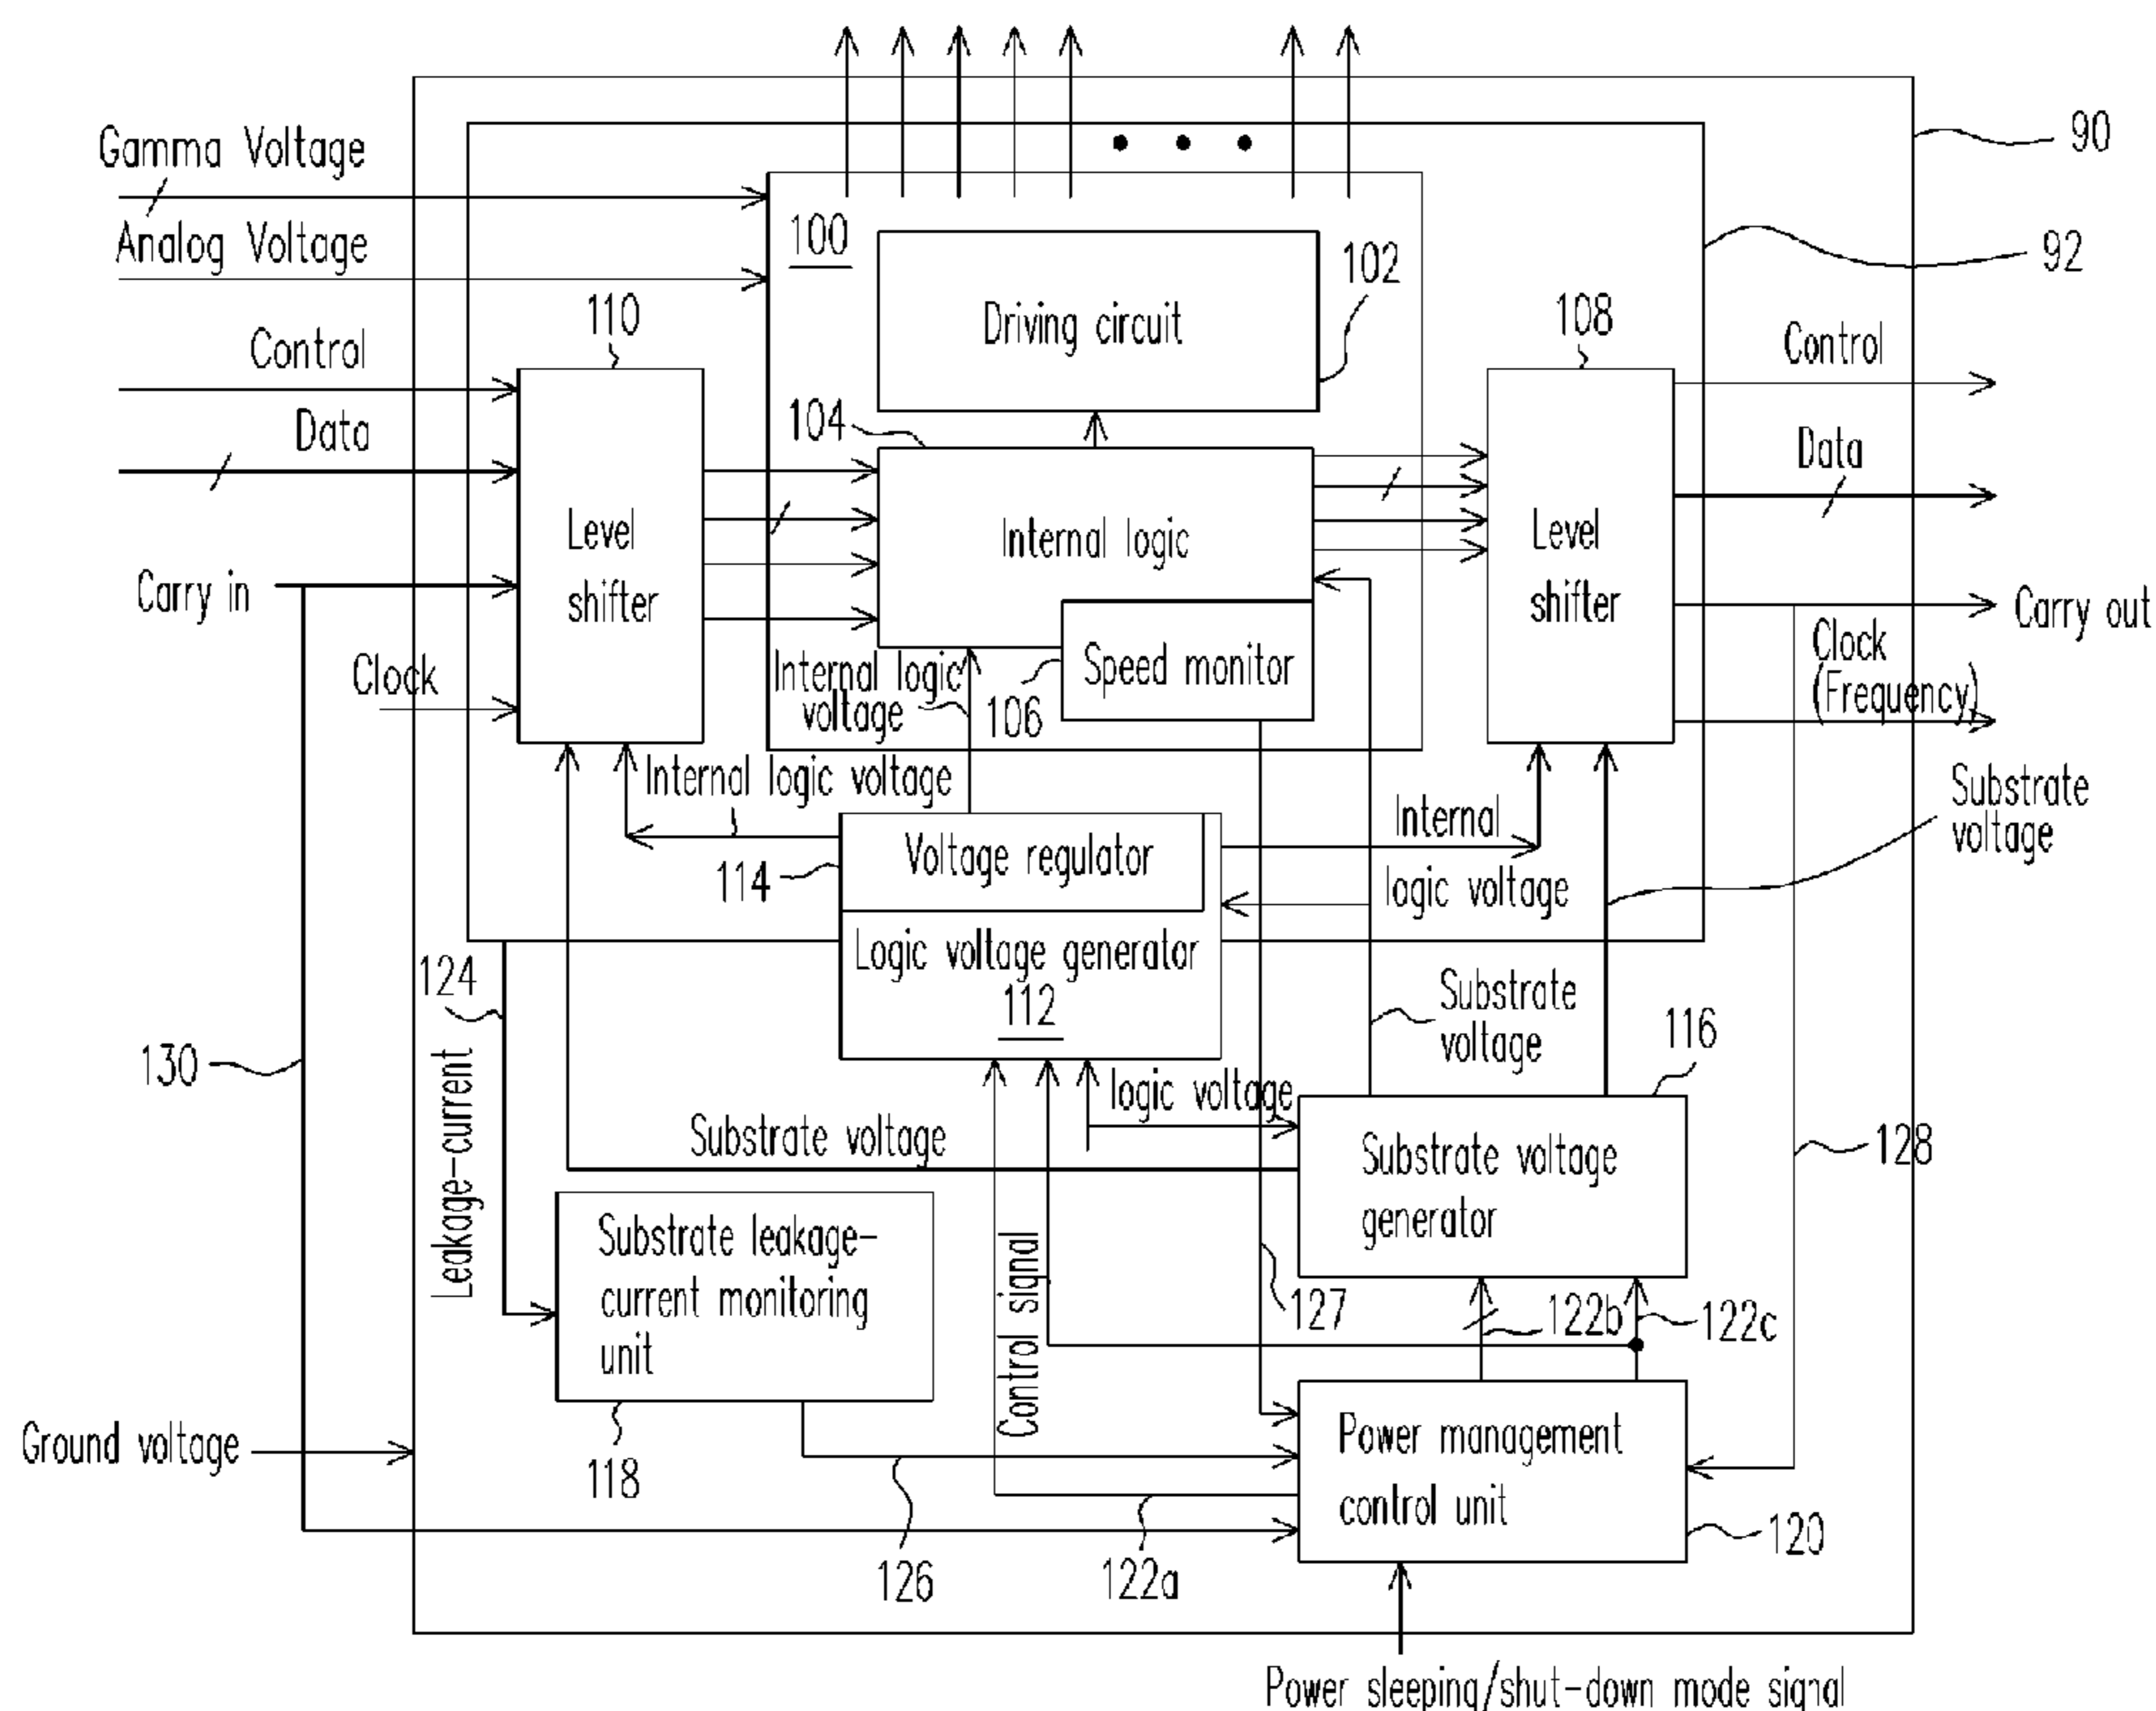 Gamma Voltage
90
Analog Voltage
100
92
102
110
108
Control
Driving circuit
Control
104
Data
Data
Level
shifter
Internal logic
Level
shifter
Carry in
Carry out
Clock
Speed monitor
Clock
(Frequency)
Internal logic
voltage
106
Internal logic voltage
Internal
logic voltage
Substrate
voltage
Voltage regulator
114
Logic voltage generator
112
124
Substrate
voltage
116
130
Leakage-current
logic voltage
Substrate voltage
Substrate voltage
generator
128
Substrate leakage-
current monitoring
unit
Control signal
127
122b
122c
Ground voltage
118
Power management
control unit
120
126
122a
Power sleeping/shut-down mode signal